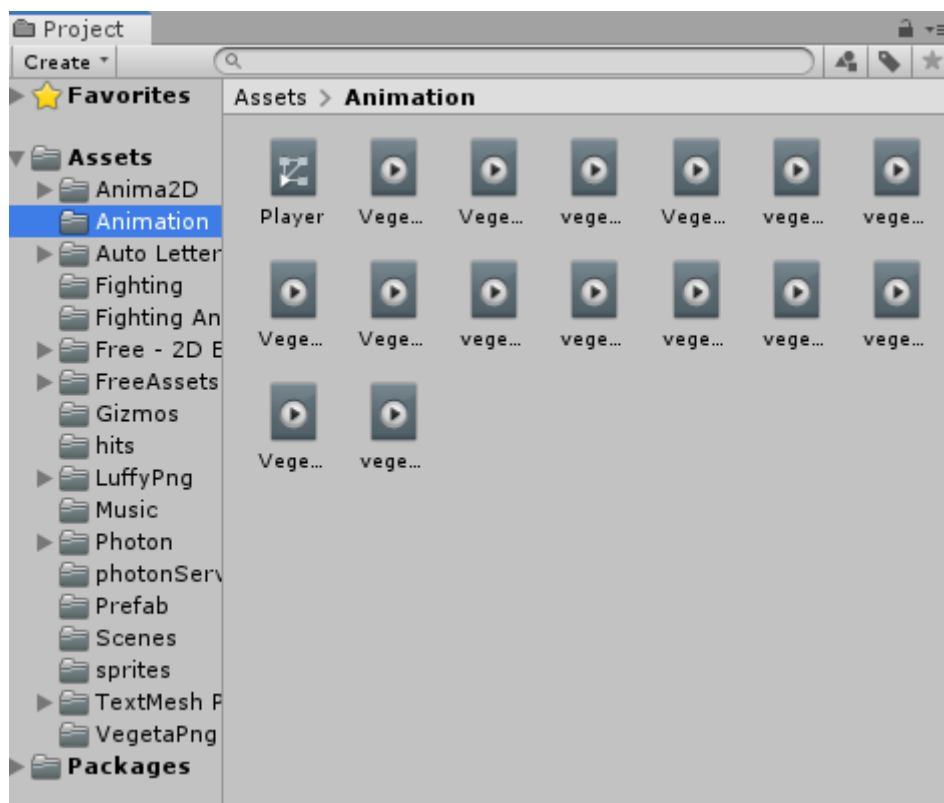 Project
Create
Favorites
Assets
Anima2D
Animation
Auto Letter
Fighting
Fighting An
Free - 2D E
FreeAssets
Gizmos
hits
LuffyPng
Music
Photon
photonServ
Prefab
Scenes
sprites
TextMesh P
VegetaPng
Packages
Assets > Animation
Player Vege... Vege... vege... Vege... vege... vege...
Vege... Vege... vege... vege... vege... vege... vege...
Vege... vege...